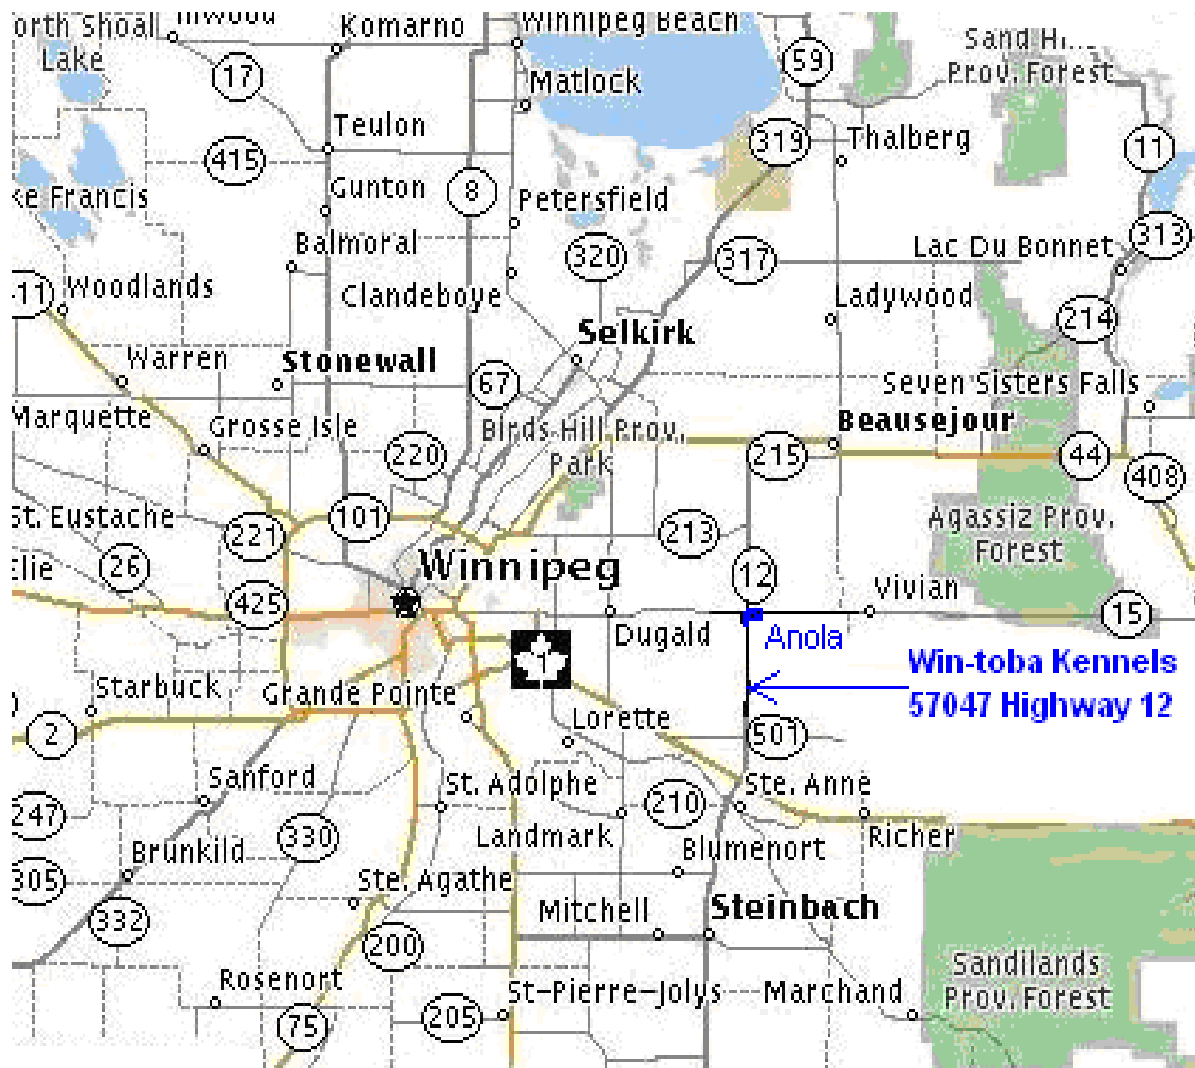 Komarno
Winnipeg Beach
orth Shoal
Lake
17
59
Sand H
Prov. Forest
Matlock
Teulon
319
Thalberg
11
415
Gunton
8
ke Francis
Petersfield
Balmoral
320
317
Lac Du Bonnet
313
11
Woodlands
Clandeboye
Ladywood
214
Selkirk
Warren
Stonewall
67
Seven Sisters Falls
Marquette
Grosse Isle
Birds Hill Prov.
Park
Beausejour
220
215
44
408
St. Eustache
101
221
213
Agassiz Prov.
Forest
Elie
26
Winnipeg
12
Vivian
425
15
Dugald
Anola
1
Win-toba Kennels
57047 Highway 12
Starbuck
Grande Pointe
2
Lorette
501
Sanford
St. Adolphe
Ste. Anne
247
210
330
Landmark
Richer
Brunkild
Blumenort
305
Ste. Agathe
332
Mitchell
Steinbach
200
Rosenort
St-Pierre-Jolys
Marchand
Sandilands
Prov. Forest
75
205